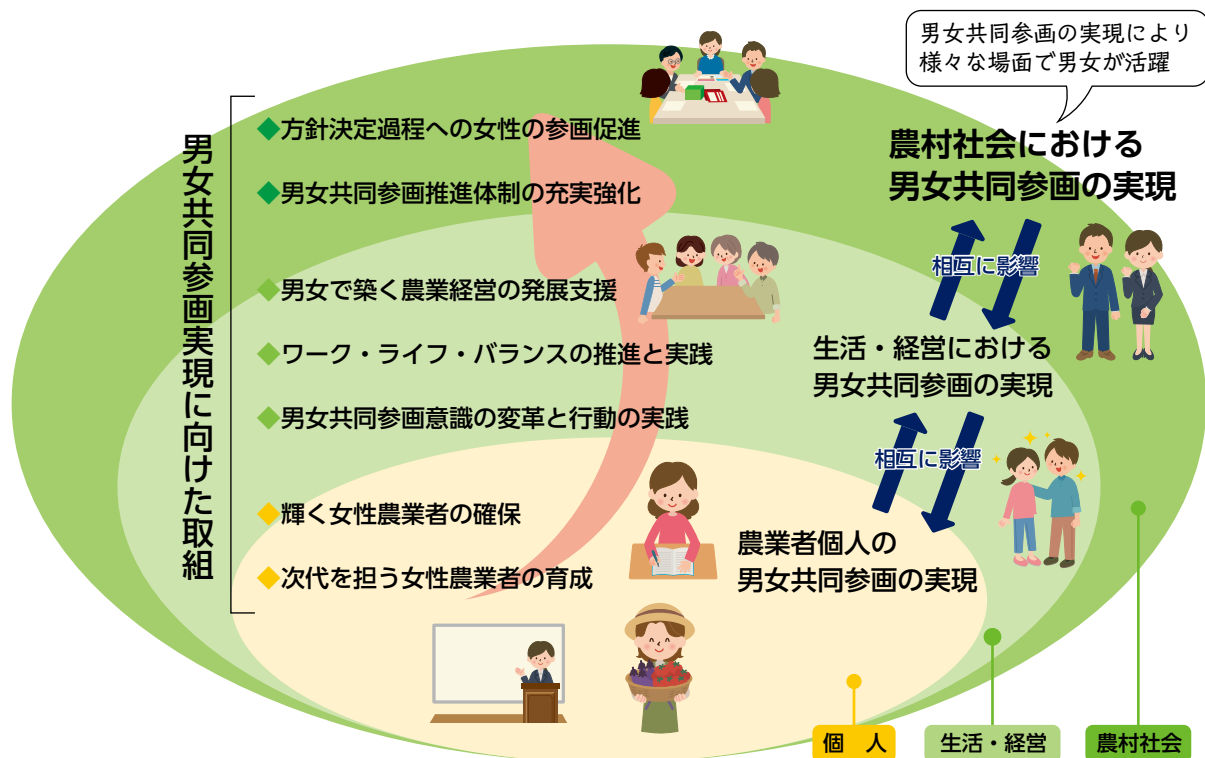 男女共同参画の実現により
様々な場面で男女が活躍
男女共同参画実現に向けた取組
◆方針決定過程への女性の参画促進
◆男女共同参画推進体制の充実強化
◆男女で築く農業経営の発展支援
◆ワーク・ライフ・バランスの推進と実践
◆男女共同参画意識の変革と行動の実践
◆輝く女性農業者の確保
◆次代を担う女性農業者の育成
農村社会における
男女共同参画の実現
相互に影響
生活・経営における
男女共同参画の実現
相互に影響
農業者個人の
男女共同参画の実現
個　人
生活・経営
農村社会